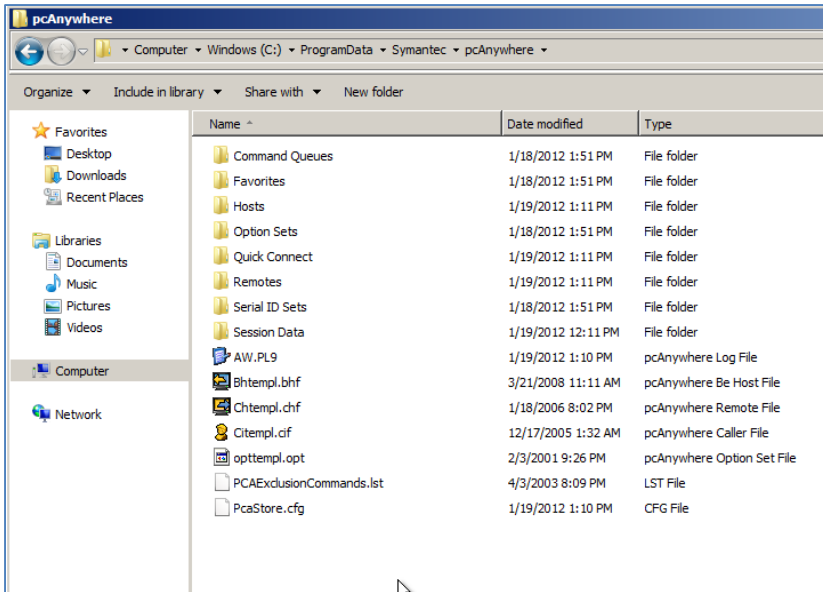 pcAnywhere
Computer Windows (C:) ProgramData Symantec pcAnywhere
Organize Include in library Share with New folder
Favorites
Desktop
Downloads
Recent Places
Libraries
Documents
Music
Pictures
Videos
Computer
Network
Name Date modified Type
Command Queues 1/18/2012 1:51 PM File folder
Favorites 1/18/2012 1:51 PM File folder
Hosts 1/19/2012 1:11 PM File folder
Option Sets 1/18/2012 1:51 PM File folder
Quick Connect 1/19/2012 1:11 PM File folder
Remotes 1/19/2012 1:11 PM File folder
Serial ID Sets 1/18/2012 1:51 PM File folder
Session Data 1/19/2012 12:11 PM File folder
AW.PL9 1/19/2012 1:10 PM pcAnywhere Log File
Bhtempl.bhf 3/21/2008 11:11 AM pcAnywhere Be Host File
Chtempl.chf 1/18/2006 8:02 PM pcAnywhere Remote File
Citempl.cif 12/17/2005 1:32 AM pcAnywhere Caller File
opttempl.opt 2/3/2001 9:26 PM pcAnywhere Option Set File
PCAExclusionCommands.lst 4/3/2003 8:09 PM LST File
PcaStore.cfg 1/19/2012 1:10 PM CFG File